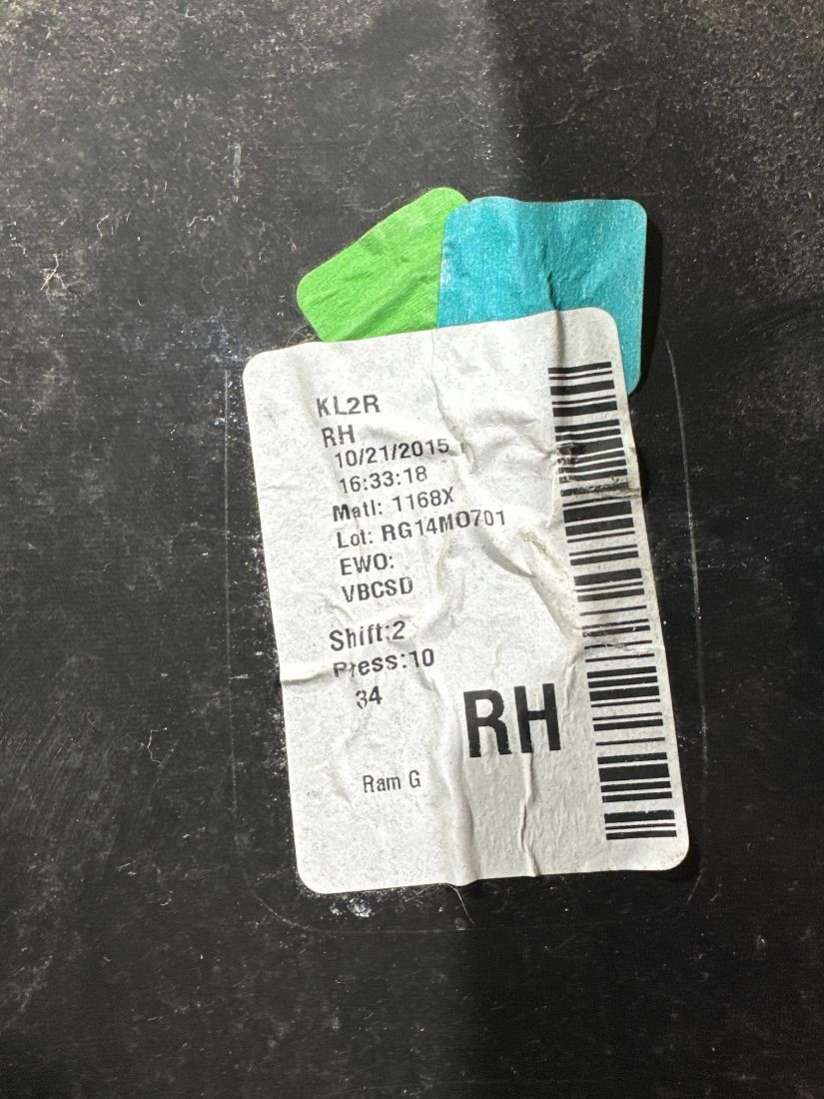 KL2R
RH
10/21/2015
16:33:18
Matl: 1168X
Lot: RG14MO701
EWO:
VBCSD
Shift:2
Press:10
34
RH
Ram G